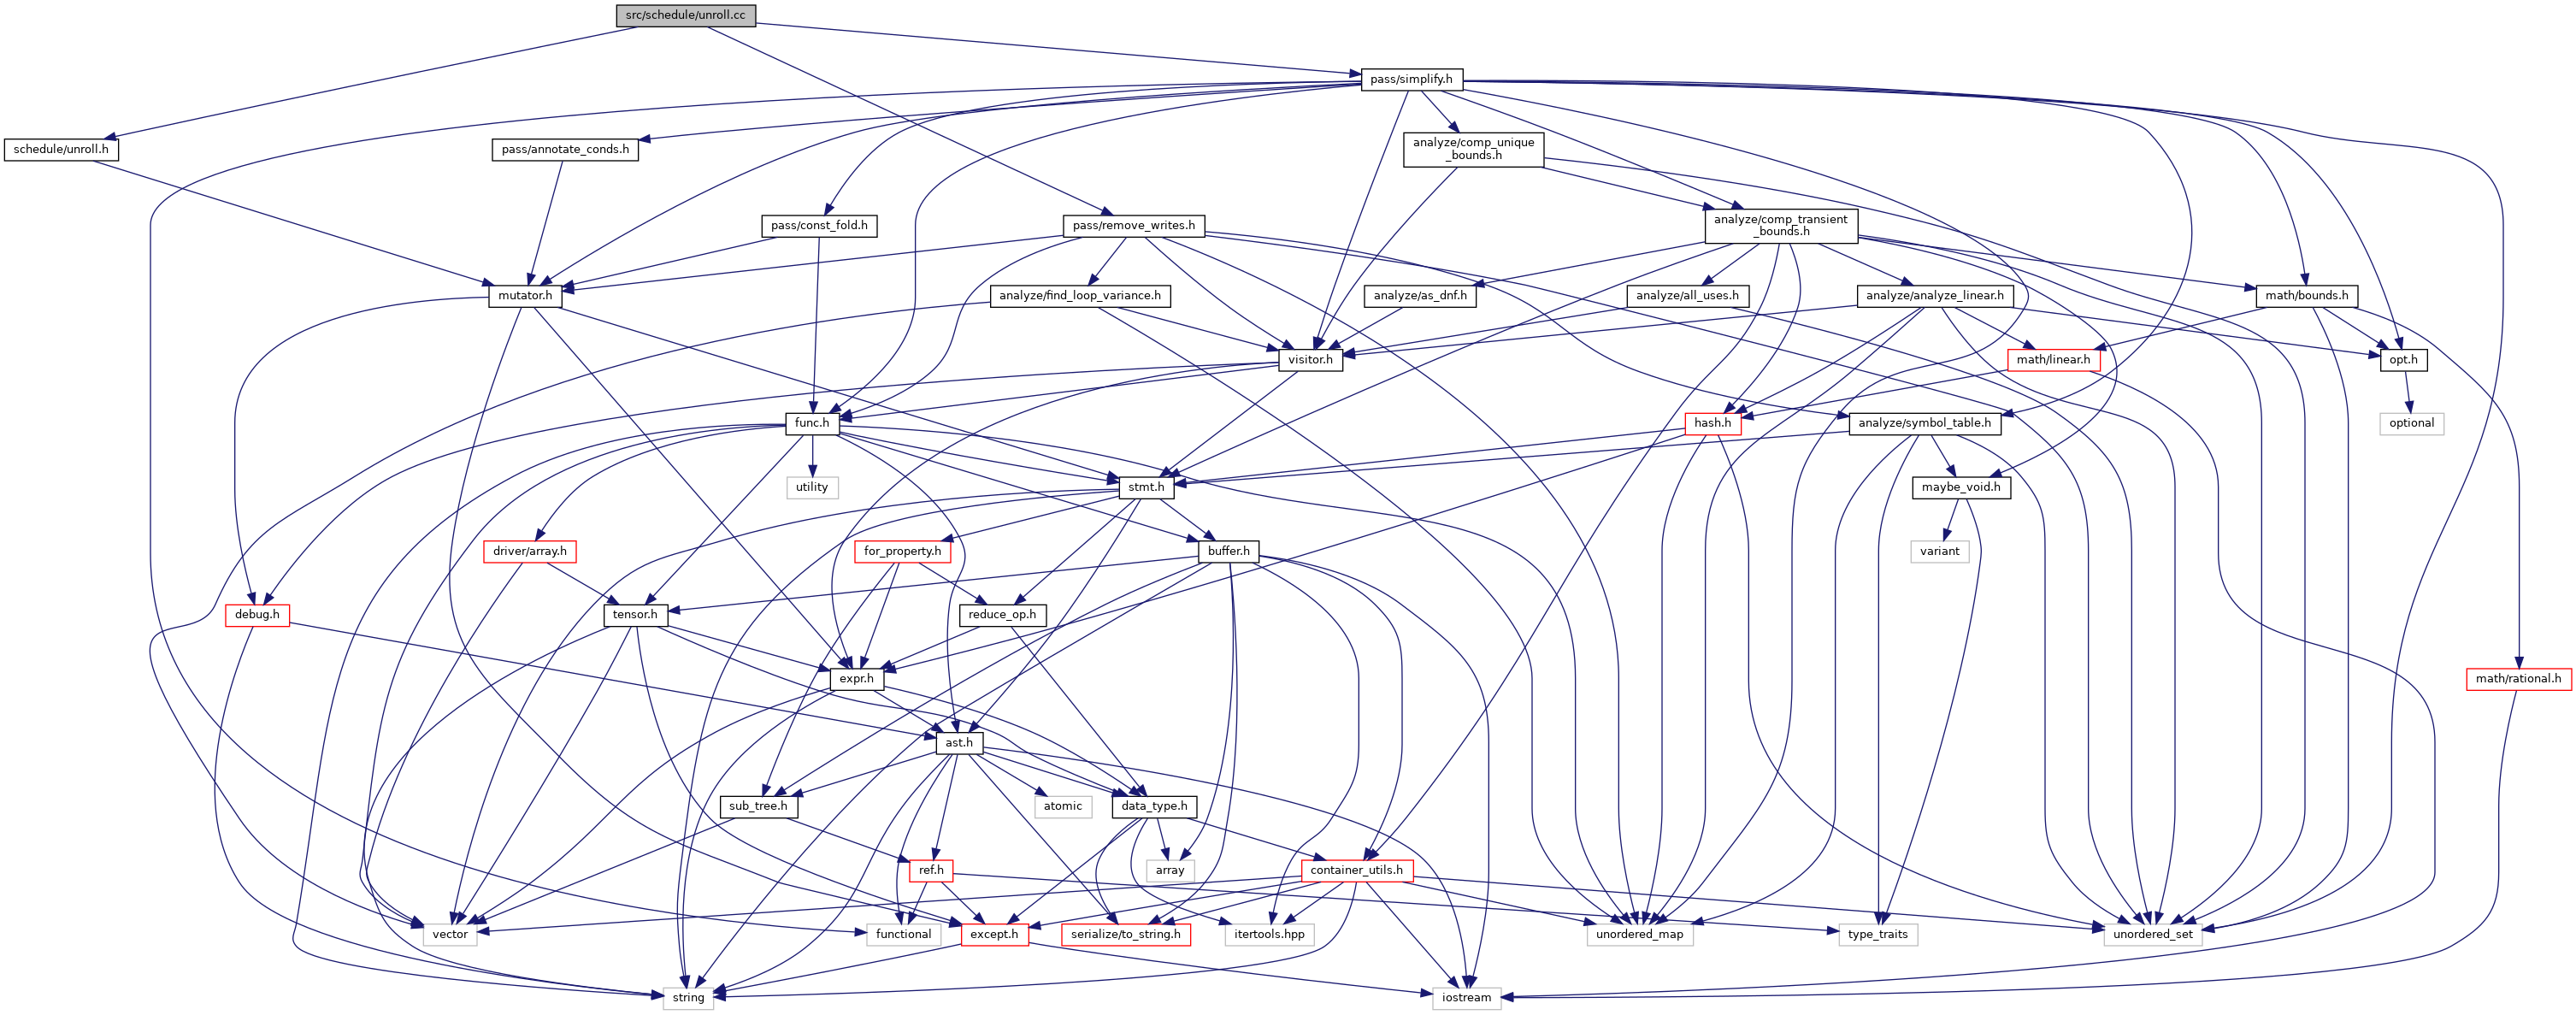 src/schedule/unroll.cc
pass/simplify.h
schedule/unroll.h
pass/annotate_conds.h
analyze/comp_unique
_bounds.h
pass/const_fold.h
pass/remove_writes.h
analyze/comp_transient
_bounds.h
mutator.h
analyze/find_loop_variance.h
analyze/as_dnf.h
analyze/all_uses.h
analyze/analyze_linear.h
math/bounds.h
visitor.h
math/linear.h
opt.h
func.h
hash.h
analyze/symbol_table.h
optional
utility
stmt.h
maybe_void.h
driver/array.h
for_property.h
buffer.h
variant
debug.h
tensor.h
reduce_op.h
expr.h
math/rational.h
ast.h
sub_tree.h
atomic
data_type.h
ref.h
array
container_utils.h
vector
functional
except.h
serialize/to_string.h
itertools.hpp
unordered_map
type_traits
unordered_set
string
iostream